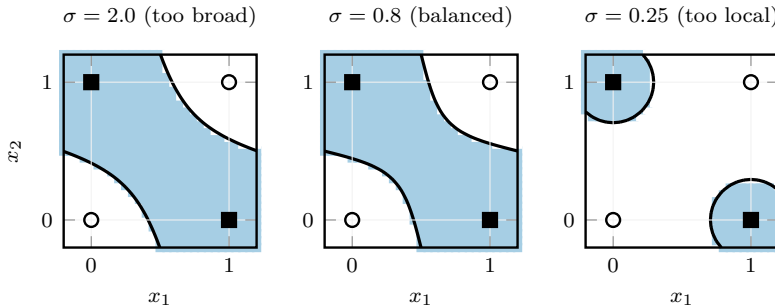 σ = 2.0 (too broad)
σ = 0.8 (balanced)
σ = 0.25 (too local)
x₂
1
0
0
1
x₁
1
0
0
1
x₁
1
0
0
1
x₁